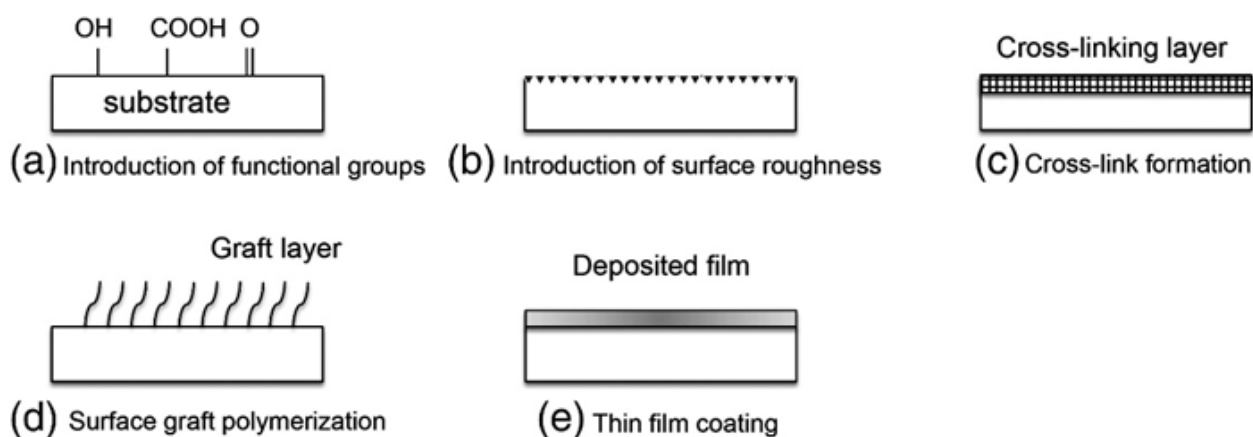 OH COOH O
substrate
(a) Introduction of functional groups
(b) Introduction of surface roughness
Cross-linking layer
(c) Cross-link formation
Graft layer
(d) Surface graft polymerization
Deposited film
(e) Thin film coating